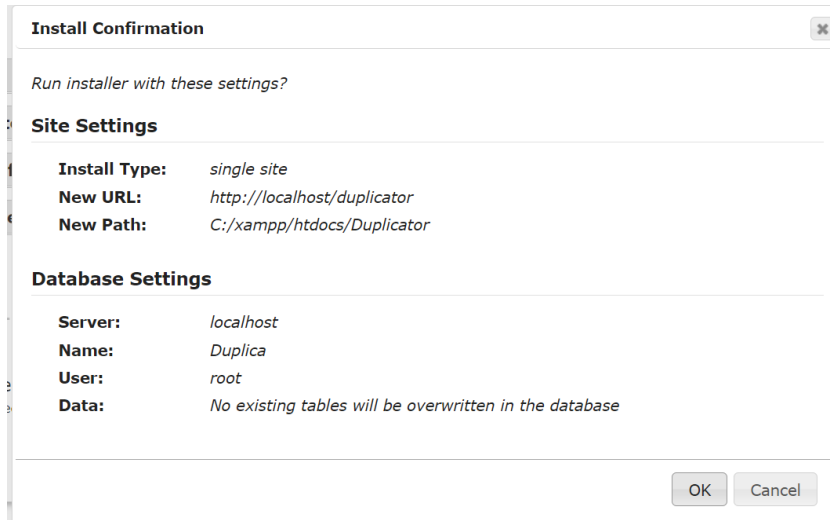 Install Confirmation
Run installer with these settings?
Site Settings
Install Type: single site
New URL: http://localhost/duplicator
New Path: C:/xampp/htdocs/Duplicator
Database Settings
Server: localhost
Name: Duplica
User: root
Data: No existing tables will be overwritten in the database
OK Cancel